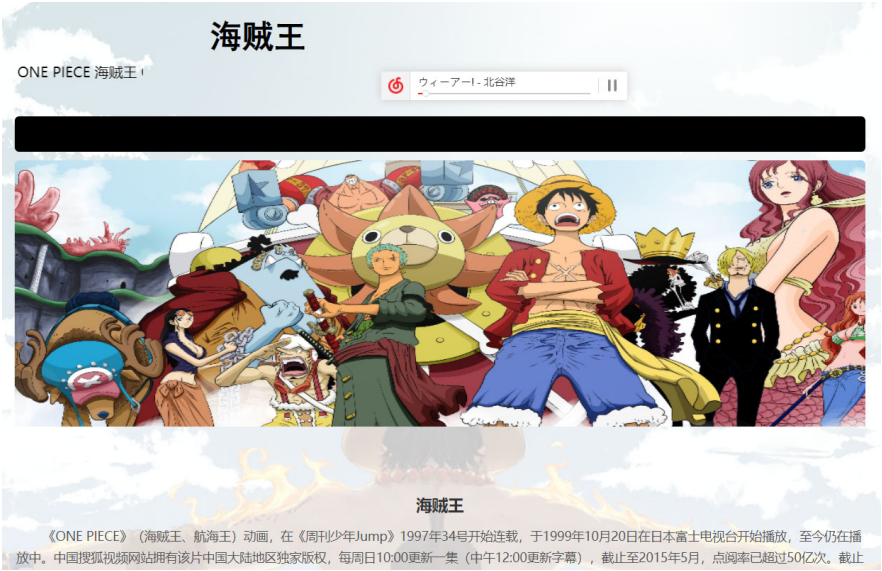 海贼王
ONE PIECE 海贼王
ウィーアー! - 北谷洋
海贼王
《ONE PIECE》（海贼王、航海王）动画，在《周刊少年Jump》1997年34号开始连载，于1999年10月20日在日本富士电视台开始播放，至今仍在播
放中。中国搜狐视频网站拥有该片中国大陆地区独家版权，每周日10:00更新一集（中午12:00更新字幕），截止至2015年5月，点阅率已超过50亿次。截止